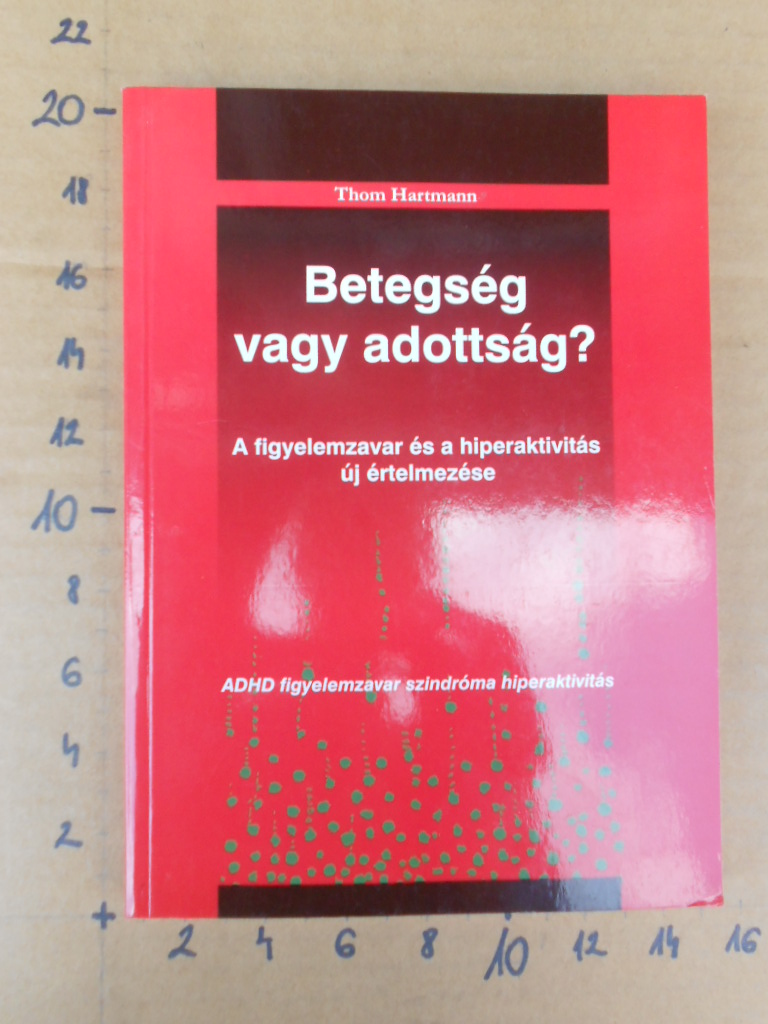 22
20
18
16
14
12
10
8
6
4
2
Thom Hartmann
Betegség
vagy adottság?
A figyelemzavar és a hiperaktivitás
új értelmezése
ADHD figyelemzavar szindróma hiperaktivitás
2 4 6 8 10 12 14 16